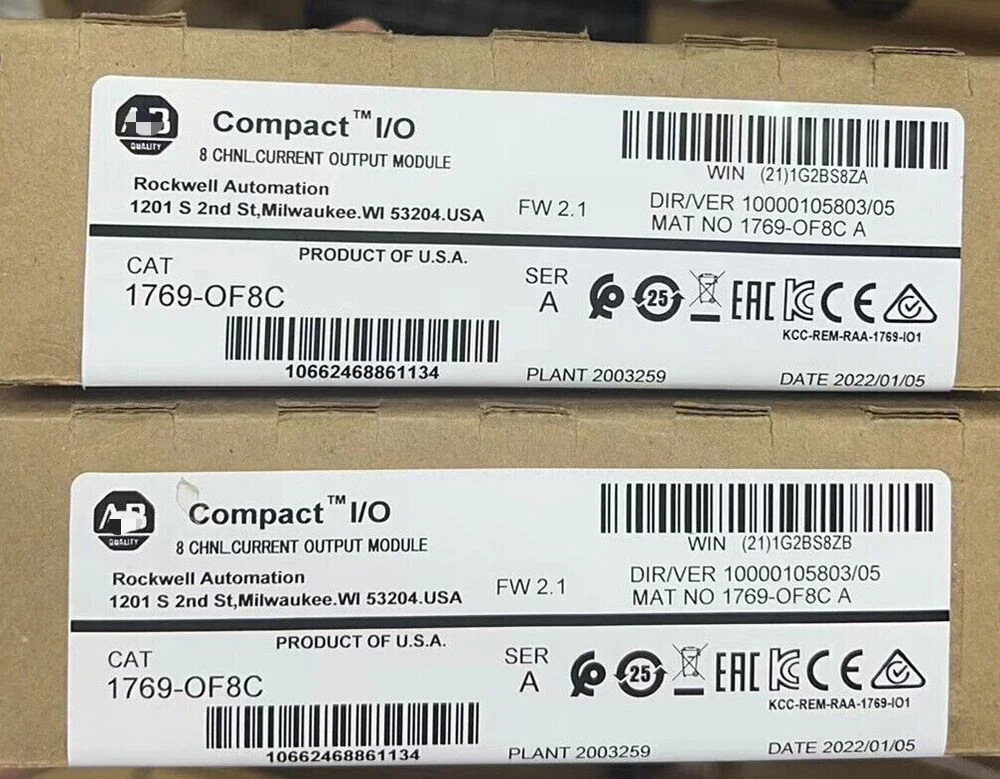 QUALITY
Compact™ I/O
8 CHNL.CURRENT OUTPUT MODULE
Rockwell Automation
1201 S 2nd St,Milwaukee.WI 53204.USA
FW 2.1
WIN (21)1G2BS8ZA
DIR/VER 10000105803/05
MAT NO 1769-OF8C A
PRODUCT OF U.S.A.
CAT
1769-OF8C
10662468861134
SER
A
25
EAC
CE
KCC-REM-RAA-1769-IO1
PLANT 2003259
DATE 2022/01/05
QUALITY
Compact™ I/O
8 CHNL.CURRENT OUTPUT MODULE
Rockwell Automation
1201 S 2nd St,Milwaukee.WI 53204.USA
FW 2.1
WIN (21)1G2BS8ZB
DIR/VER 10000105803/05
MAT NO 1769-OF8C A
PRODUCT OF U.S.A.
CAT
1769-OF8C
10662468861134
SER
A
25
EAC
CE
KCC-REM-RAA-1769-IO1
PLANT 2003259
DATE 2022/01/05